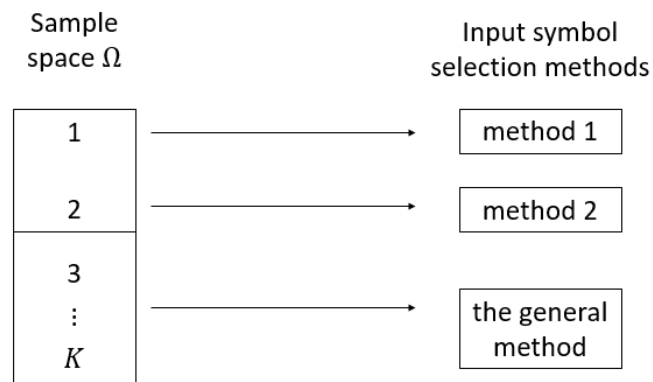 Sample
space Ω
Input symbol
selection methods
1
method 1
2
method 2
3
⋮
K
the general
method